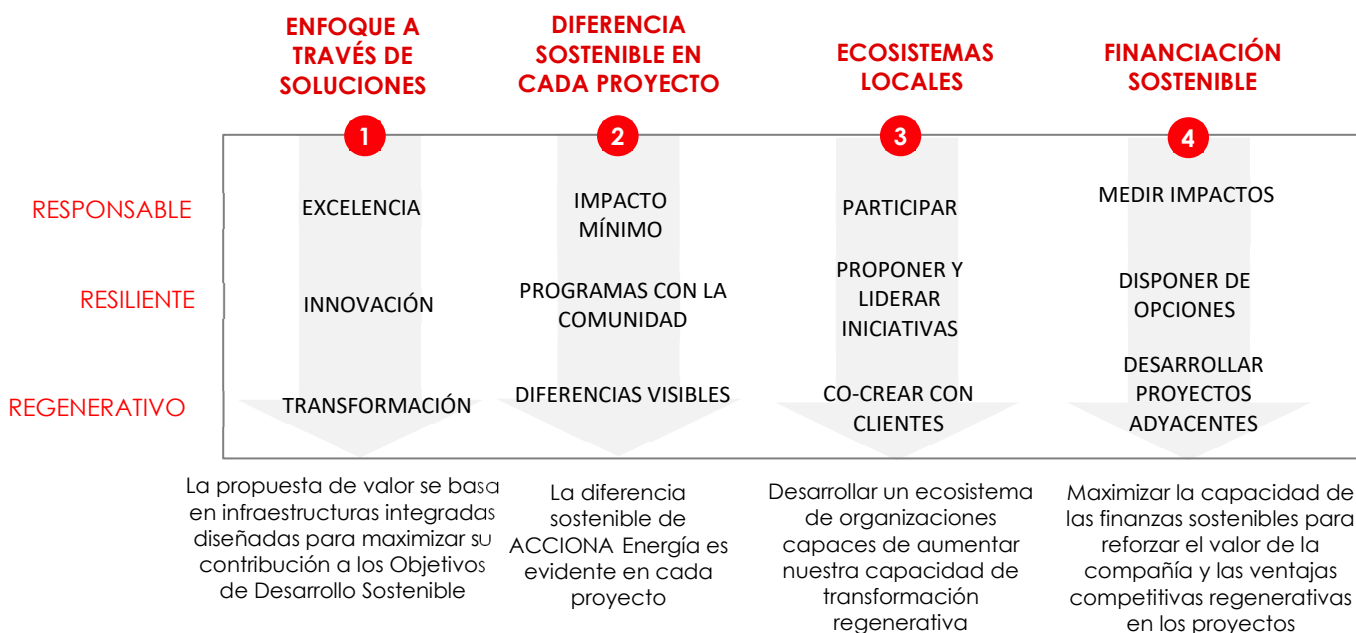 ENFOQUE A
TRAVÉS DE
SOLUCIONES
DIFERENCIA
SOSTENIBLE EN
CADA PROYECTO
ECOSISTEMAS
LOCALES
FINANCIACIÓN
SOSTENIBLE
1
2
3
4
RESPONSABLE
EXCELENCIA
IMPACTO
MÍNIMO
PARTICIPAR
MEDIR IMPACTOS
RESILIENTE
INNOVACIÓN
PROGRAMAS CON LA
COMUNIDAD
PROPONER Y
LIDERAR
INICIATIVAS
DISPONER DE
OPCIONES
REGENERATIVO
TRANSFORMACIÓN
DIFERENCIAS VISIBLES
CO-CREAR CON
CLIENTES
DESARROLLAR
PROYECTOS
ADYACENTES
La propuesta de valor se basa
en infraestructuras integradas
diseñadas para maximizar su
contribución a los Objetivos
de Desarrollo Sostenible
La diferencia
sostenible de
ACCIONA Energía es
evidente en cada
proyecto
Desarrollar un ecosistema
de organizaciones
capaces de aumentar
nuestra capacidad de
transformación
regenerativa
Maximizar la capacidad de
las finanzas sostenibles para
reforzar el valor de la
compañía y las ventajas
competitivas regenerativas
en los proyectos